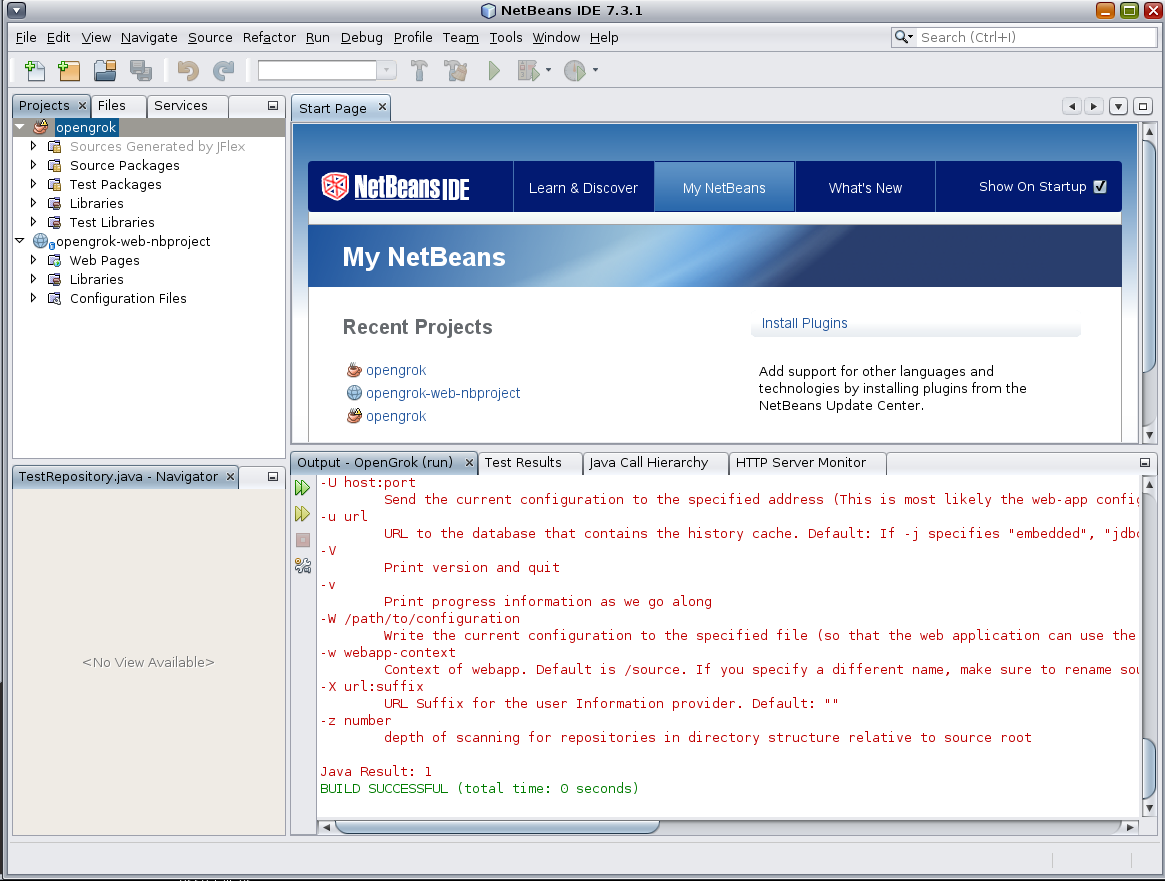 NetBeans IDE 7.3.1
File Edit View Navigate Source Refactor Run Debug Profile Team Tools Window Help
Search (Ctrl+I)
Projects Files Services
opengrok
Sources Generated by JFlex
Source Packages
Test Packages
Libraries
Test Libraries
opengrok-web-nbproject
Web Pages
Libraries
Configuration Files
Start Page
NetBeans IDE
Learn & Discover
My NetBeans
What's New
Show On Startup
My NetBeans
Recent Projects
opengrok
opengrok-web-nbproject
opengrok
Install Plugins
Add support for other languages and
technologies by installing plugins from the
NetBeans Update Center.
TestRepository.java - Navigator
<No View Available>
Output - OpenGrok (run) Test Results Java Call Hierarchy HTTP Server Monitor
-U host:port
Send the current configuration to the specified address (This is most likely the web-app config
-u url
URL to the database that contains the history cache. Default: If -j specifies "embedded", "jdbc
-V
Print version and quit
-v
Print progress information as we go along
-W /path/to/configuration
Write the current configuration to the specified file (so that the web application can use the
-w webapp-context
Context of webapp. Default is /source. If you specify a different name, make sure to rename sou
-X url:suffix
URL Suffix for the user Information provider. Default: ""
-z number
depth of scanning for repositories in directory structure relative to source root
Java Result: 1
BUILD SUCCESSFUL (total time: 0 seconds)